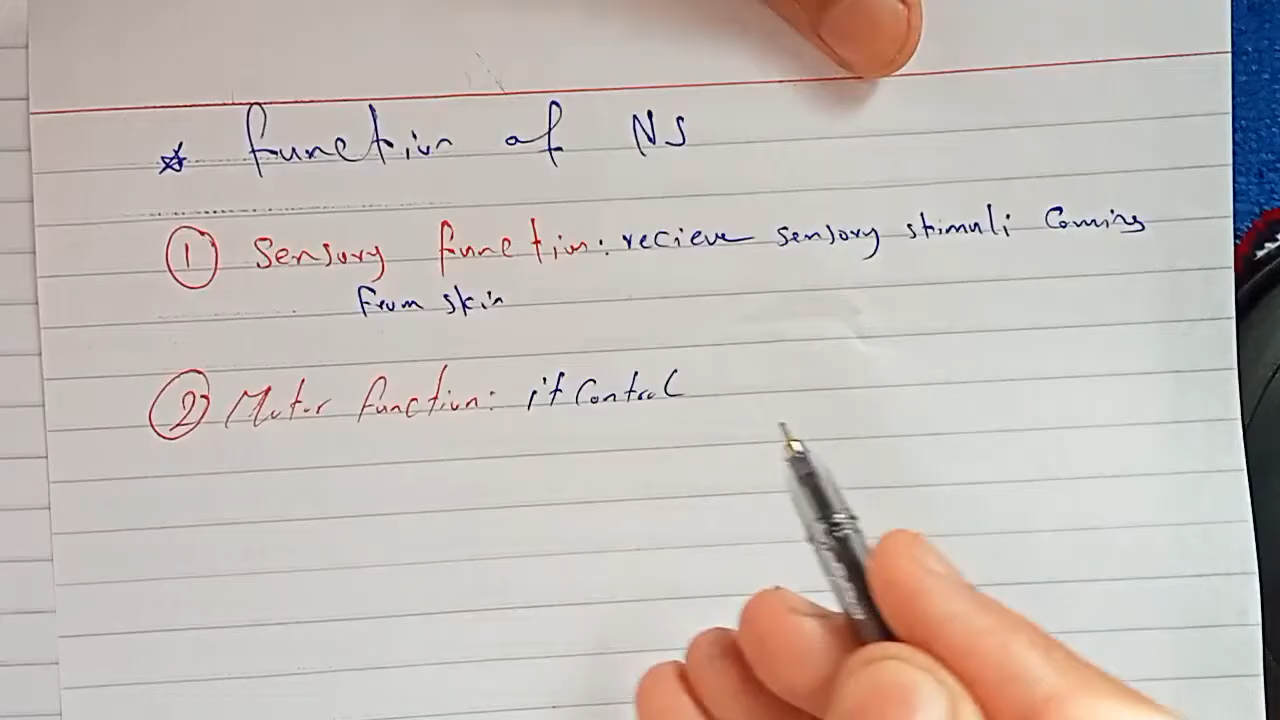 * function of NS
① Sensory function: recieve sensory stimuli coming
from skin
② Motor function: it control